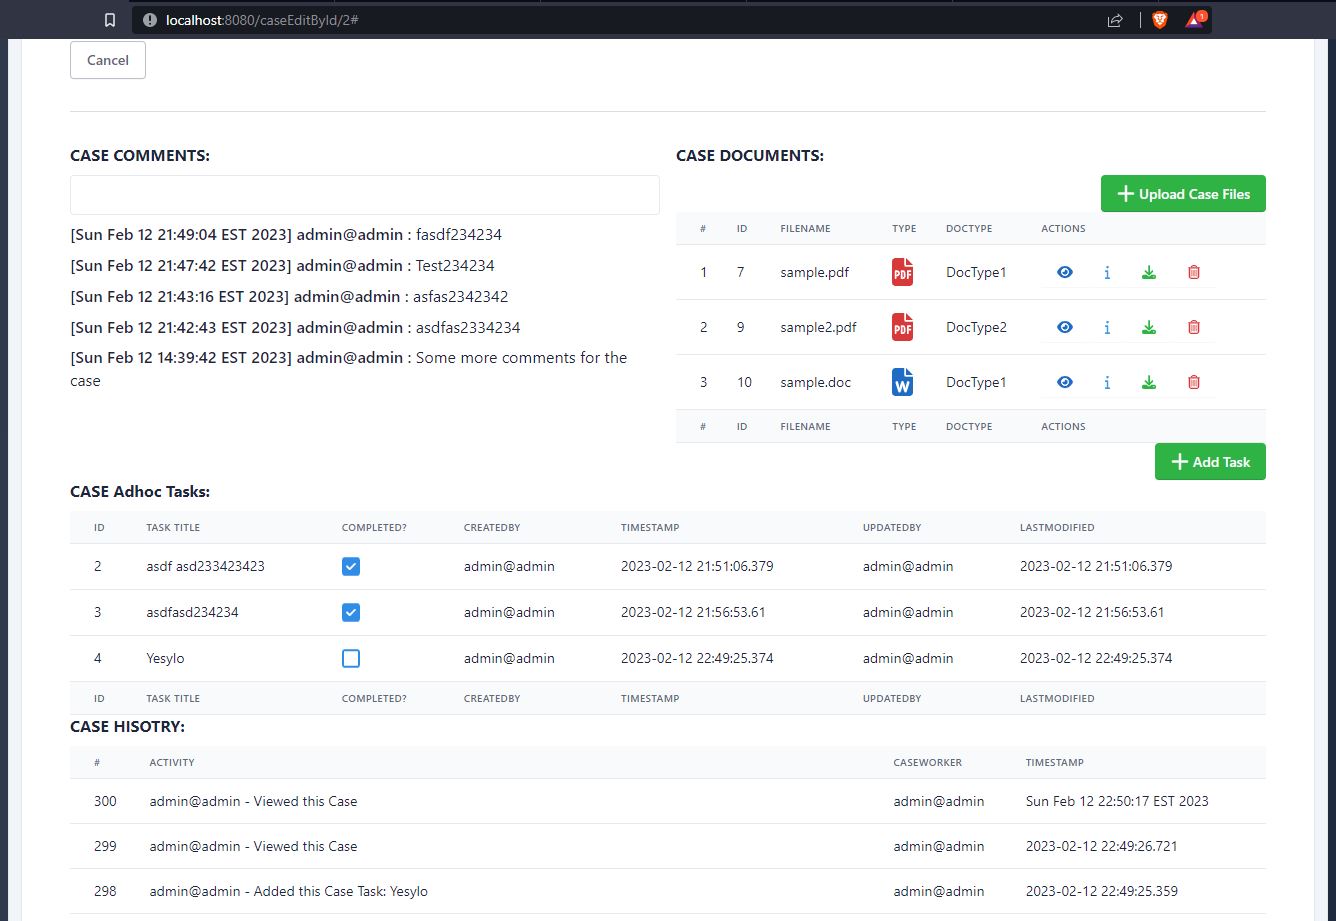 localhost:8080/caseEditById/2#
1
Cancel
CASE COMMENTS:
[Sun Feb 12 21:49:04 EST 2023] admin@admin : fasdf234234
[Sun Feb 12 21:47:42 EST 2023] admin@admin : Test234234
[Sun Feb 12 21:43:16 EST 2023] admin@admin : asfas2342342
[Sun Feb 12 21:42:43 EST 2023] admin@admin : asdfas2334234
[Sun Feb 12 14:39:42 EST 2023] admin@admin : Some more comments for the
case
CASE DOCUMENTS:
Upload Case Files
# ID FILENAME TYPE DOCTYPE ACTIONS
1 7 sample.pdf PDF DocType1
2 9 sample2.pdf PDF DocType2
3 10 sample.doc W DocType1
# ID FILENAME TYPE DOCTYPE ACTIONS
Add Task
CASE Adhoc Tasks:
ID TASK TITLE COMPLETED? CREATEDBY TIMESTAMP UPDATEDBY LASTMODIFIED
2 asdf asd233423423 admin@admin 2023-02-12 21:51:06.379 admin@admin 2023-02-12 21:51:06.379
3 asdfasd234234 admin@admin 2023-02-12 21:56:53.61 admin@admin 2023-02-12 21:56:53.61
4 Yesylo admin@admin 2023-02-12 22:49:25.374 admin@admin 2023-02-12 22:49:25.374
ID TASK TITLE COMPLETED? CREATEDBY TIMESTAMP UPDATEDBY LASTMODIFIED
CASE HISOTRY:
# ACTIVITY CASEWORKER TIMESTAMP
300 admin@admin - Viewed this Case admin@admin Sun Feb 12 22:50:17 EST 2023
299 admin@admin - Viewed this Case admin@admin 2023-02-12 22:49:26.721
298 admin@admin - Added this Case Task: Yesylo admin@admin 2023-02-12 22:49:25.359